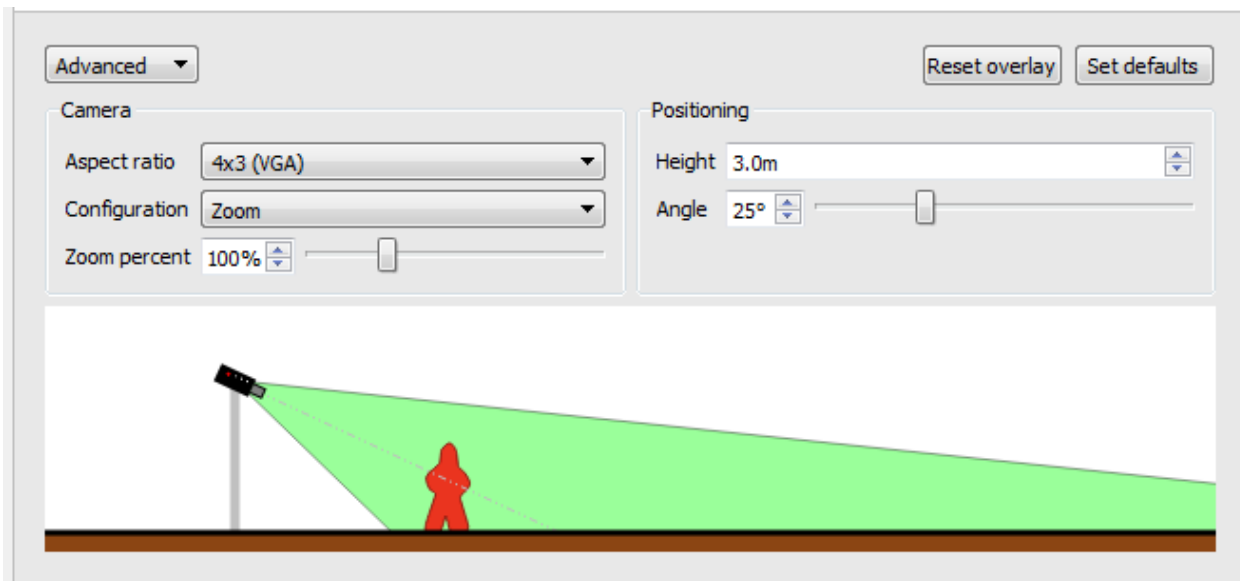 Advanced
Reset overlay
Set defaults
Camera
Aspect ratio 4x3 (VGA)
Configuration Zoom
Zoom percent 100%
Positioning
Height 3.0m
Angle 25°